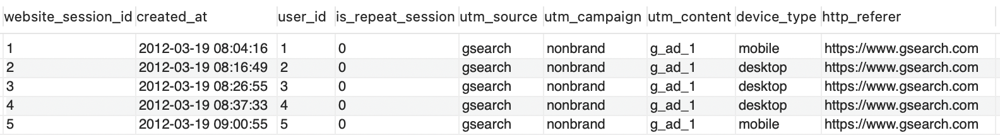 website_session_id created_at user_id is_repeat_session utm_source utm_campaign utm_content device_type http_referer
1 2012-03-19 08:04:16 1 0 gsearch nonbrand g_ad_1 mobile https://www.gsearch.com
2 2012-03-19 08:16:49 2 0 gsearch nonbrand g_ad_1 desktop https://www.gsearch.com
3 2012-03-19 08:26:55 3 0 gsearch nonbrand g_ad_1 desktop https://www.gsearch.com
4 2012-03-19 08:37:33 4 0 gsearch nonbrand g_ad_1 desktop https://www.gsearch.com
5 2012-03-19 09:00:55 5 0 gsearch nonbrand g_ad_1 mobile https://www.gsearch.com